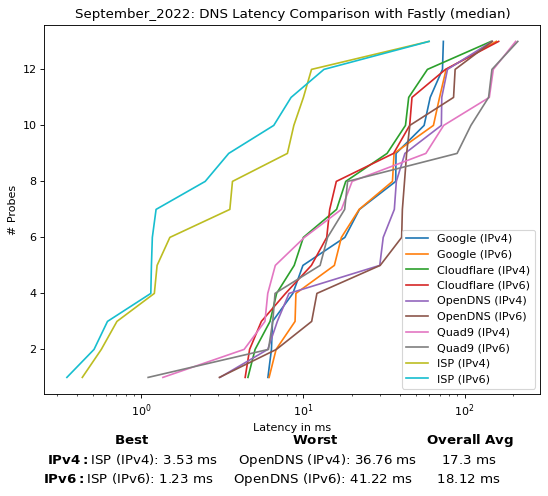 September_2022: DNS Latency Comparison with Fastly (median)
12
10
8
6
4
2
# Probes
Google (IPv4)
Google (IPv6)
Cloudflare (IPv4)
Cloudflare (IPv6)
OpenDNS (IPv4)
OpenDNS (IPv6)
Quad9 (IPv4)
Quad9 (IPv6)
ISP (IPv4)
ISP (IPv6)
10⁰ 10¹ 10²
Latency in ms
Best Worst Overall Avg
IPv4: ISP (IPv4): 3.53 ms OpenDNS (IPv4): 36.76 ms 17.3 ms
IPv6: ISP (IPv6): 1.23 ms OpenDNS (IPv6): 41.22 ms 18.12 ms